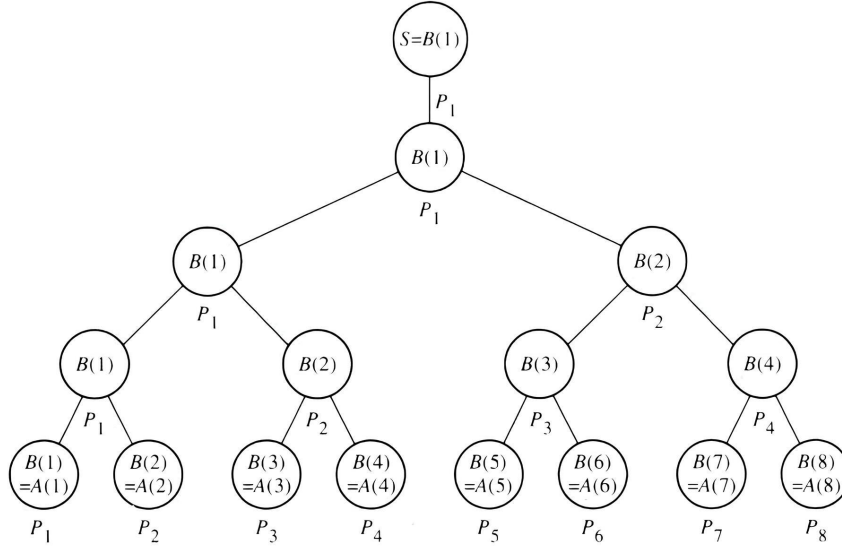 S=B(1)
P1
B(1)
P1
B(1)
B(2)
P1
P2
B(1)
B(2)
B(3)
B(4)
P1
P2
P3
P4
B(1)
=A(1)
B(2)
=A(2)
B(3)
=A(3)
B(4)
=A(4)
B(5)
=A(5)
B(6)
=A(6)
B(7)
=A(7)
B(8)
=A(8)
P1
P2
P3
P4
P5
P6
P7
P8